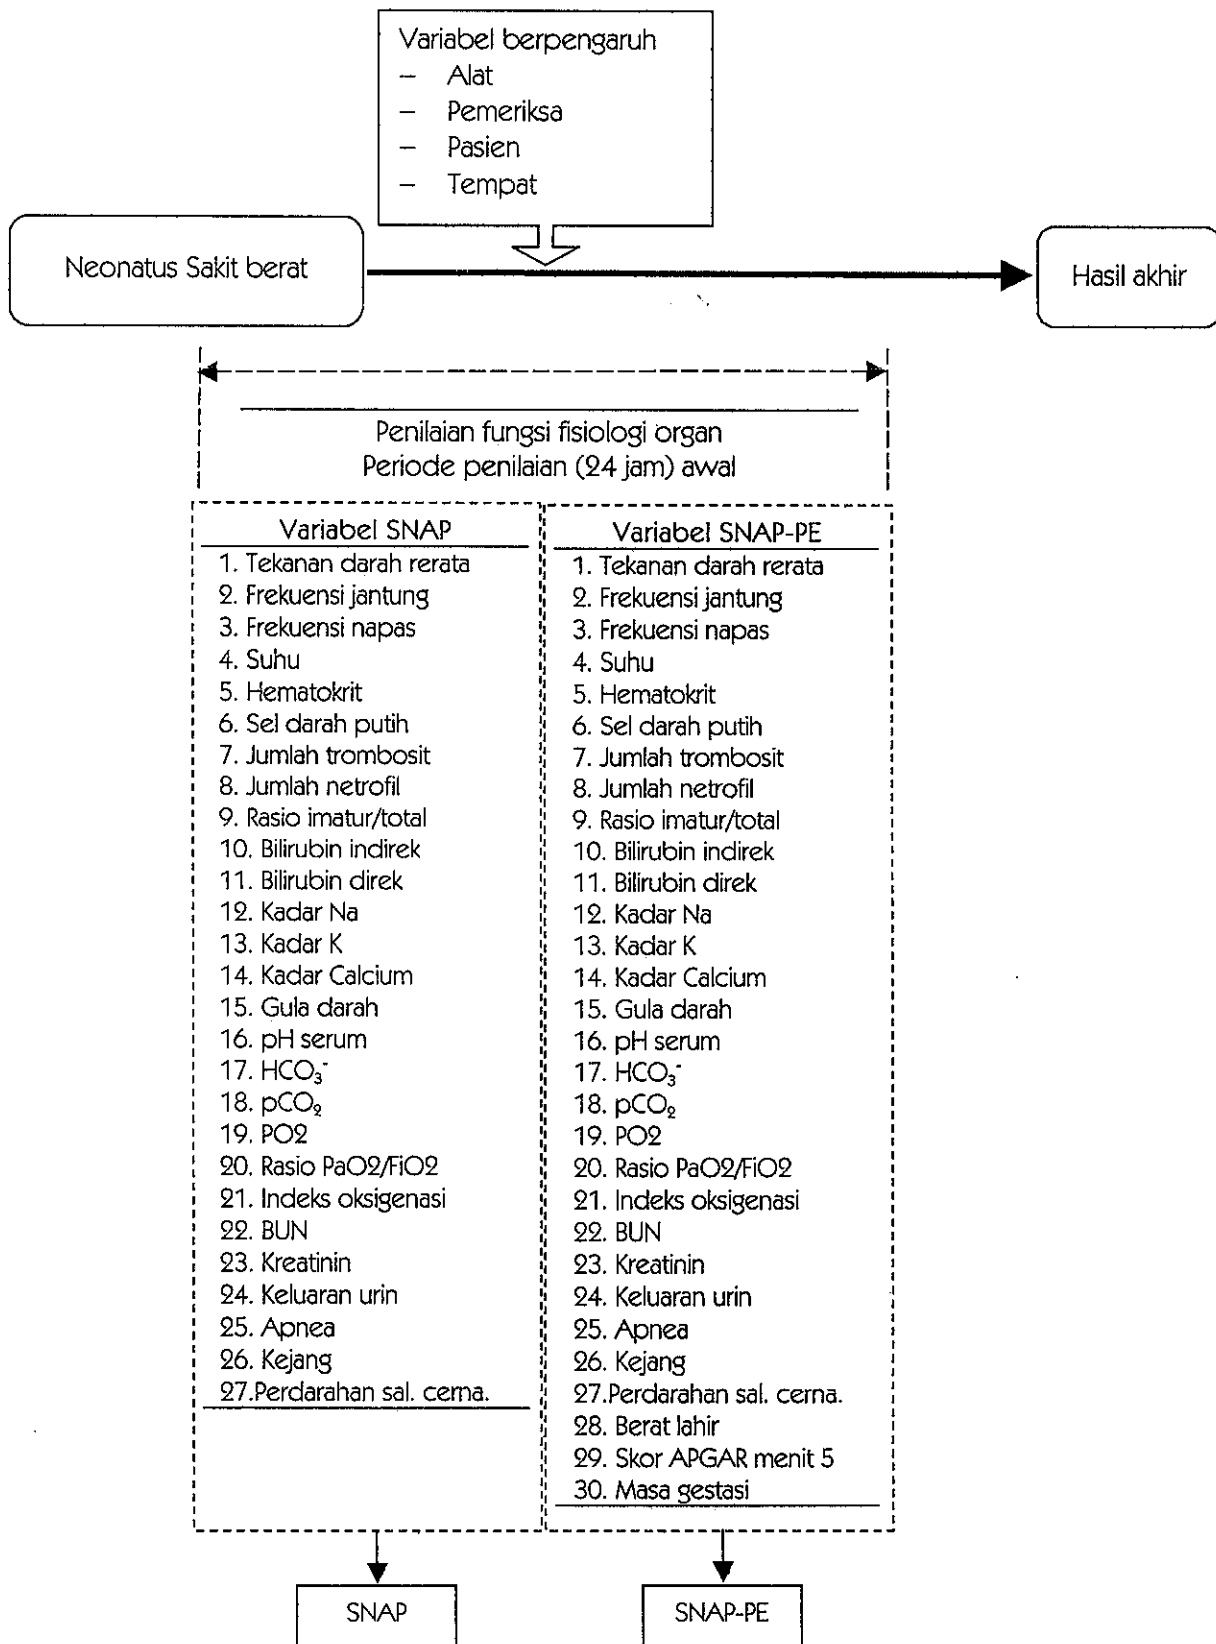 Variabel berpengaruh
– Alat
– Pemeriksa
– Pasien
– Tempat
Neonatus Sakit berat
Hasil akhir
Penilaian fungsi fisiologi organ
Periode penilaian (24 jam) awal
Variabel SNAP
1. Tekanan darah rerata
2. Frekuensi jantung
3. Frekuensi napas
4. Suhu
5. Hematokrit
6. Sel darah putih
7. Jumlah trombosit
8. Jumlah netrofil
9. Rasio imatur/total
10. Bilirubin indirek
11. Bilirubin direk
12. Kadar Na
13. Kadar K
14. Kadar Calcium
15. Gula darah
16. pH serum
17. HCO₃⁻
18. pCO₂
19. PO2
20. Rasio PaO2/FiO2
21. Indeks oksigenasi
22. BUN
23. Kreatinin
24. Keluaran urin
25. Apnea
26. Kejang
27.Perdarahan sal. cerna.
Variabel SNAP-PE
1. Tekanan darah rerata
2. Frekuensi jantung
3. Frekuensi napas
4. Suhu
5. Hematokrit
6. Sel darah putih
7. Jumlah trombosit
8. Jumlah netrofil
9. Rasio imatur/total
10. Bilirubin indirek
11. Bilirubin direk
12. Kadar Na
13. Kadar K
14. Kadar Calcium
15. Gula darah
16. pH serum
17. HCO₃⁻
18. pCO₂
19. PO2
20. Rasio PaO2/FiO2
21. Indeks oksigenasi
22. BUN
23. Kreatinin
24. Keluaran urin
25. Apnea
26. Kejang
27.Perdarahan sal. cerna.
28. Berat lahir
29. Skor APGAR menit 5
30. Masa gestasi
SNAP
SNAP-PE